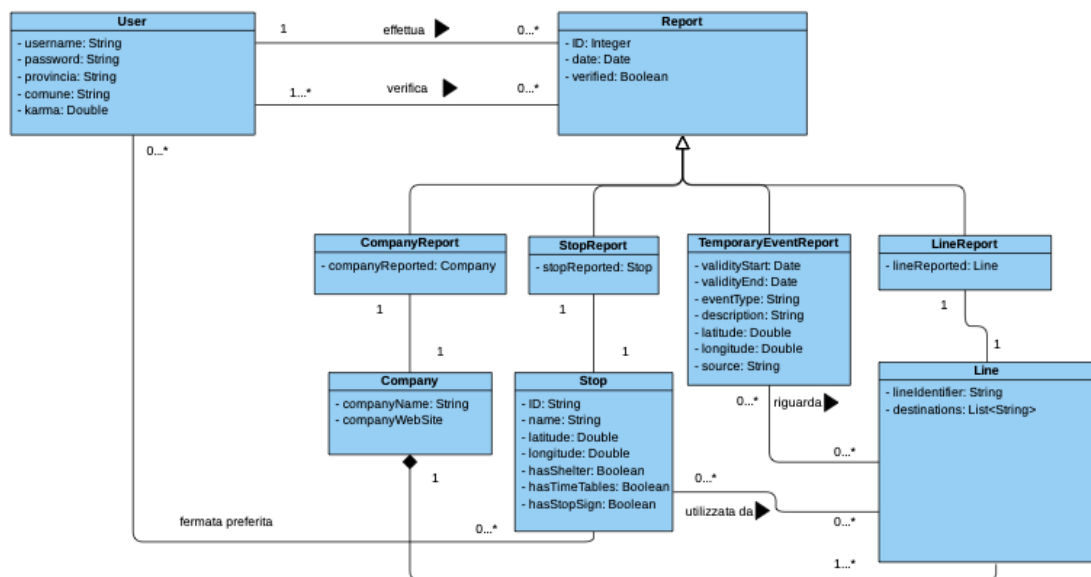 User
- username: String
- password: String
- provincia: String
- comune: String
- karma: Double
1
effettua
0...*
1...*
verifica
0...*
Report
- ID: Integer
- date: Date
- verified: Boolean
0...*
CompanyReport
- companyReported: Company
StopReport
- stopReported: Stop
TemporaryEventReport
- validityStart: Date
- validityEnd: Date
- eventType: String
- description: String
- latitude: Double
- longitude: Double
- source: String
LineReport
- lineReported: Line
1
1
1
1
1
1
Company
- companyName: String
- companyWebSite
Stop
- ID: String
- name: String
- latitude: Double
- longitude: Double
- hasShelter: Boolean
- hasTimeTables: Boolean
- hasStopSign: Boolean
Line
- lineIdentifier: String
- destinations: List<String>
0...*
riguarda
0...*
1
0...*
utilizzata da
0...*
fermata preferita
0...*
1...*